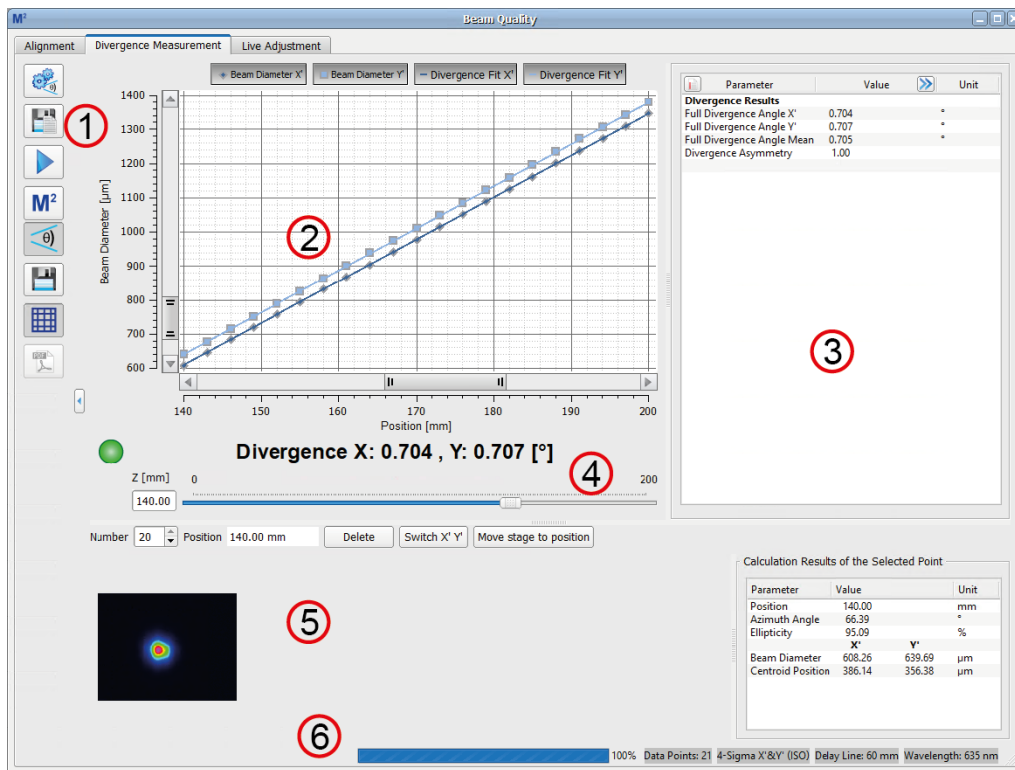 M² Beam Quality
Alignment Divergence Measurement Live Adjustment
1
M²
θ)
Beam Diameter X' Beam Diameter Y' Divergence Fit X' Divergence Fit Y'
1400
1300
1200
1100
1000
900
800
700
600
Beam Diameter [µm]
2
140 150 160 170 180 190 200
Position [mm]
Divergence X: 0.704 , Y: 0.707 [°]
4
Z [mm] 0 200
140.00
Parameter Value Unit
Divergence Results
Full Divergence Angle X' 0.704 °
Full Divergence Angle Y' 0.707 °
Full Divergence Angle Mean 0.705 °
Divergence Asymmetry 1.00
3
Number 20 Position 140.00 mm Delete Switch X' Y' Move stage to position
5
Calculation Results of the Selected Point
Parameter Value Unit
Position 140.00 mm
Azimuth Angle 66.39 °
Ellipticity 95.09 %
X' Y'
Beam Diameter 608.26 639.69 µm
Centroid Position 386.14 356.38 µm
6
100% Data Points: 21 4-Sigma X'&Y' (ISO) Delay Line: 60 mm Wavelength: 635 nm